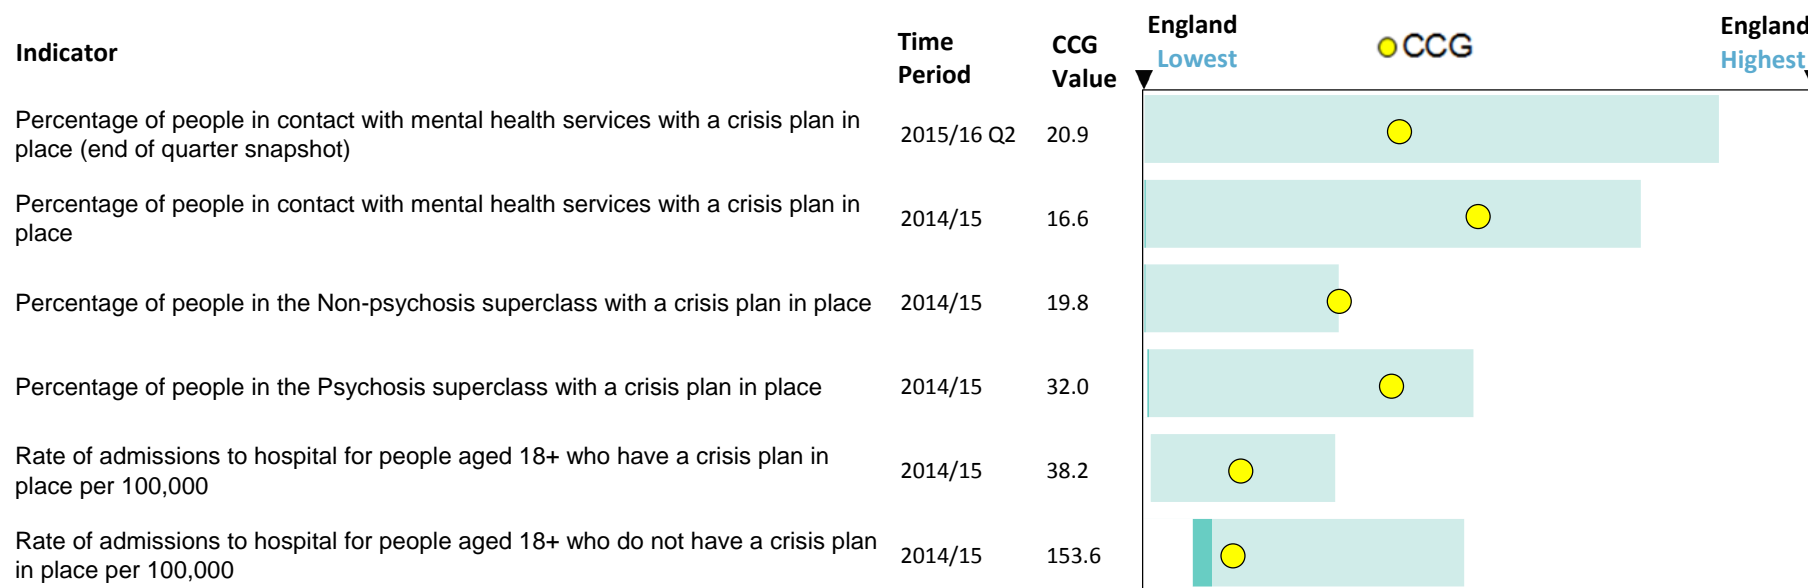 Indicator
Time Period
CCG Value
England Lowest
CCG
England Highest
Percentage of people in contact with mental health services with a crisis plan in
place (end of quarter snapshot)
2015/16 Q2
20.9
Percentage of people in contact with mental health services with a crisis plan in
place
2014/15
16.6
Percentage of people in the Non-psychosis superclass with a crisis plan in place
2014/15
19.8
Percentage of people in the Psychosis superclass with a crisis plan in place
2014/15
32.0
Rate of admissions to hospital for people aged 18+ who have a crisis plan in
place per 100,000
2014/15
38.2
Rate of admissions to hospital for people aged 18+ who do not have a crisis plan
in place per 100,000
2014/15
153.6